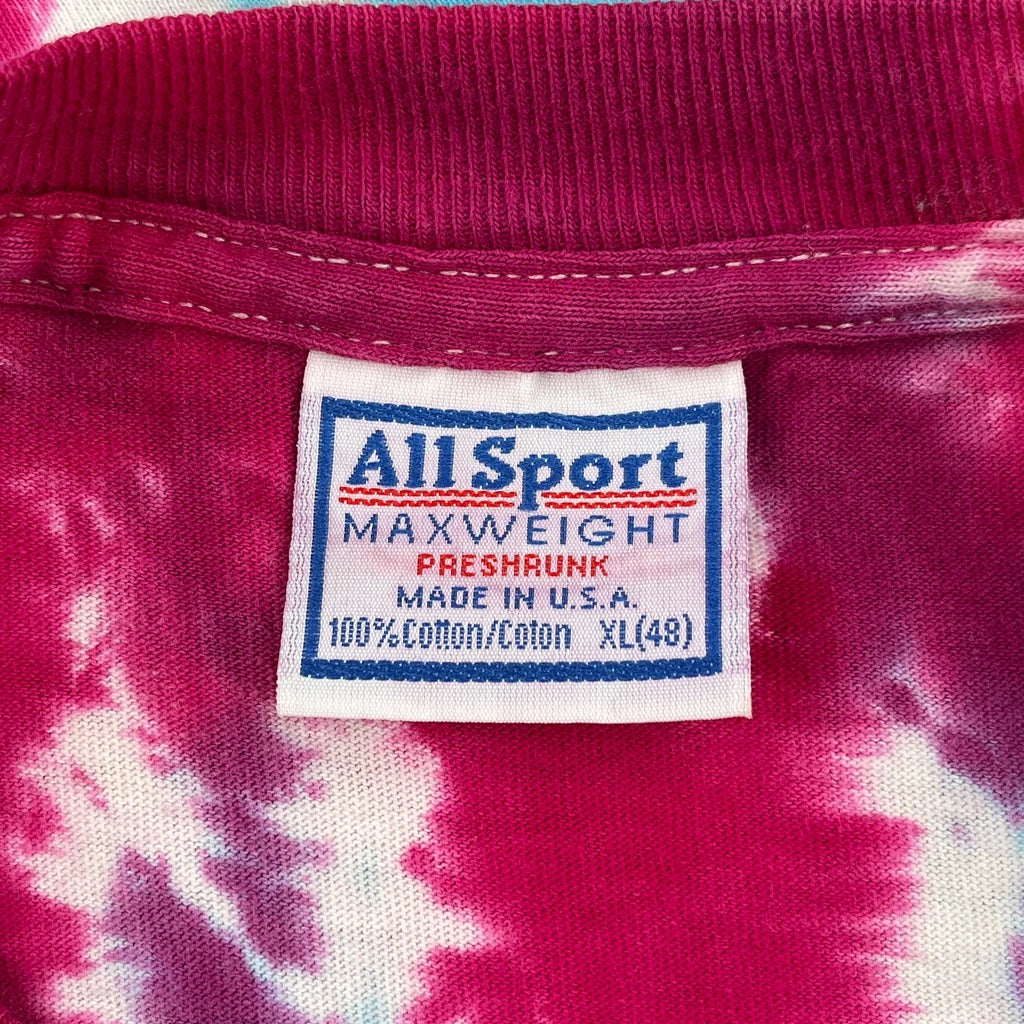 All Sport
MAXWEIGHT
PRESHRUNK
MADE IN U.S.A.
100% Cotton/Coton XL(48)